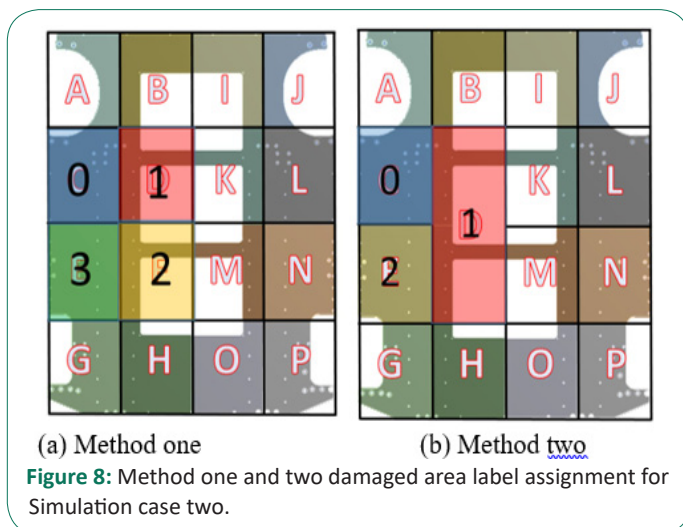 A B I J
0 1 K L
3 2 M N
G H O P
(a) Method one
A B I J
0 K L
1
2 M N
G H O P
(b) Method two
Figure 8: Method one and two damaged area label assignment for
Simulation case two.